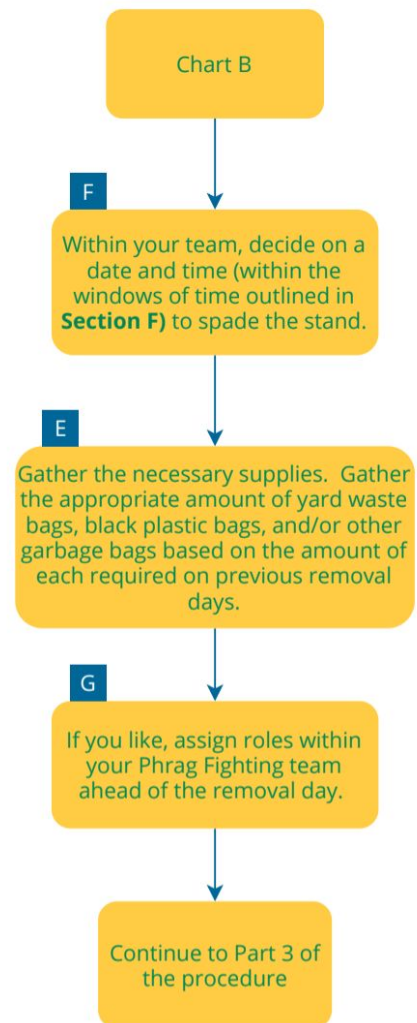 Chart B
F
Within your team, decide on a
date and time (within the
windows of time outlined in
Section F) to spade the stand.
E
Gather the necessary supplies.  Gather
the appropriate amount of yard waste
bags, black plastic bags, and/or other
garbage bags based on the amount of
each required on previous removal
days.
G
If you like, assign roles within
your Phrag Fighting team
ahead of the removal day.
Continue to Part 3 of
the procedure